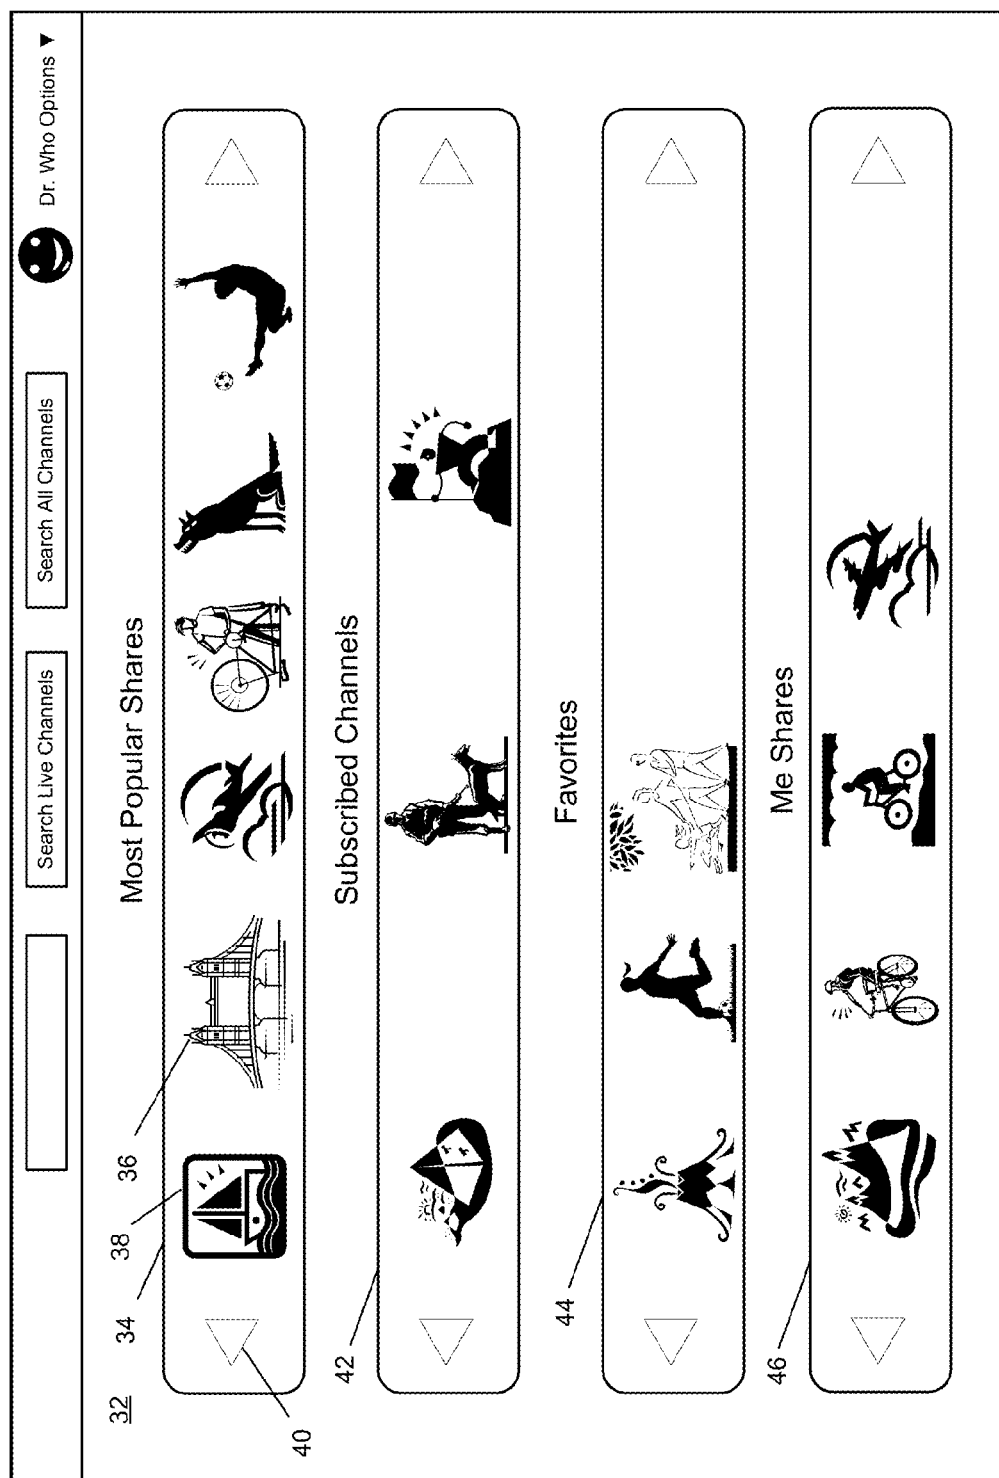 Search Live Channels
Search All Channels
Dr. Who Options ▼
32
34
38
36
Most Popular Shares
40
42
Subscribed Channels
44
Favorites
46
Me Shares